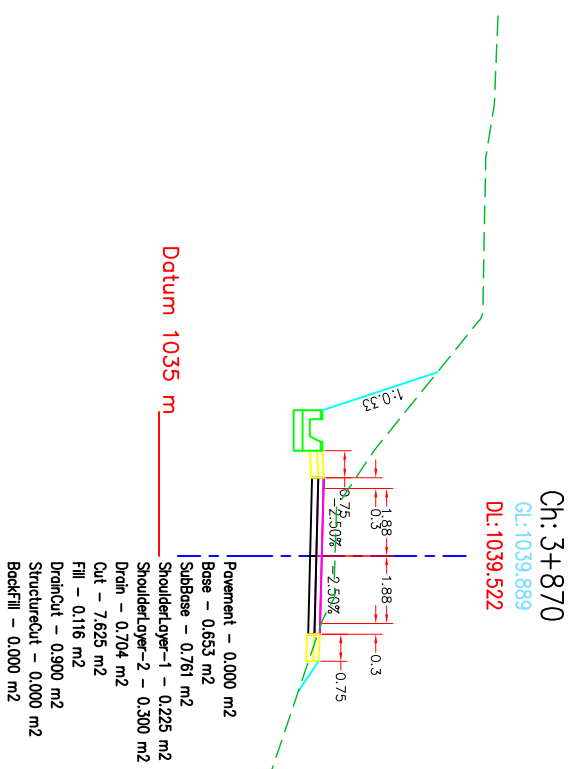 Ch: 3+870
GL:1039.889
DL:1039.522
1:0.33
0.75
0.3
1.88
1.88
0.3
0.75
-2.50%
-2.50%
Datum 1035 m
Pavement - 0.000 m2
Base - 0.653 m2
SubBase - 0.761 m2
ShoulderLayer-1 - 0.225 m2
ShoulderLayer-2 - 0.300 m2
Drain - 0.704 m2
Cut - 7.625 m2
Fill - 0.116 m2
DrainCut - 0.900 m2
StructureCut - 0.000 m2
BackFill - 0.000 m2